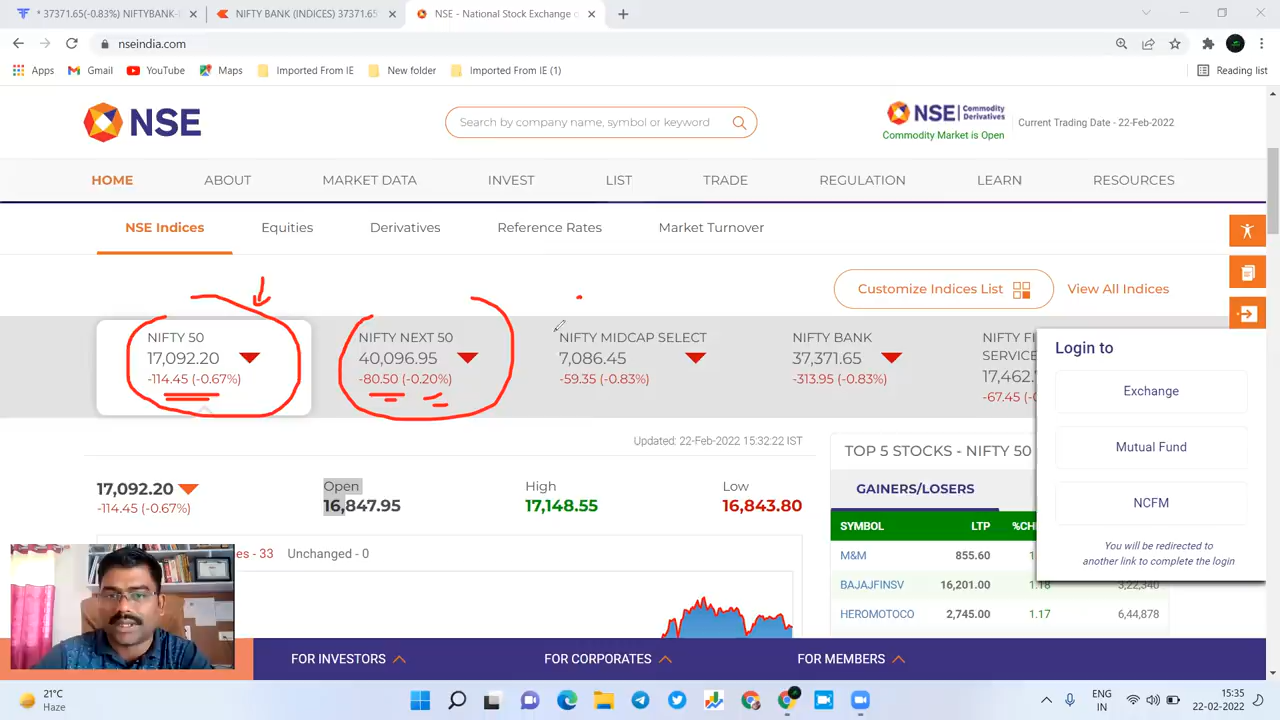 * 37371.65(-0.83%) NIFTYBANK-
NIFTY BANK (INDICES) 37371.65
NSE - National Stock Exchange o
nseindia.com
Apps
Gmail
YouTube
Maps
Imported From IE
New folder
Imported From IE (1)
Reading list
NSE
Search by company name, symbol or keyword
NSE Commodity Derivatives
Commodity Market is Open
Current Trading Date - 22-Feb-2022
HOME
ABOUT
MARKET DATA
INVEST
LIST
TRADE
REGULATION
LEARN
RESOURCES
NSE Indices
Equities
Derivatives
Reference Rates
Market Turnover
Customize Indices List
View All Indices
NIFTY 50
17,092.20
-114.45 (-0.67%)
NIFTY NEXT 50
40,096.95
-80.50 (-0.20%)
NIFTY MIDCAP SELECT
7,086.45
-59.35 (-0.83%)
NIFTY BANK
37,371.65
-313.95 (-0.83%)
NIFTY FI
SERVICE
17,462.7
-67.45 (-0
Login to
Exchange
Mutual Fund
NCFM
You will be redirected to
another link to complete the login
Updated: 22-Feb-2022 15:32:22 IST
17,092.20
-114.45 (-0.67%)
Open
16,847.95
High
17,148.55
Low
16,843.80
es - 33
Unchanged - 0
TOP 5 STOCKS - NIFTY 50
GAINERS/LOSERS
SYMBOL LTP %CH
M&M 855.60 1
BAJAJFINSV 16,201.00 1.18 3,22,340
HEROMOTOCO 2,745.00 1.17 6,44,878
FOR INVESTORS
FOR CORPORATES
FOR MEMBERS
21°C
Haze
ENG
IN
15:35
22-02-2022